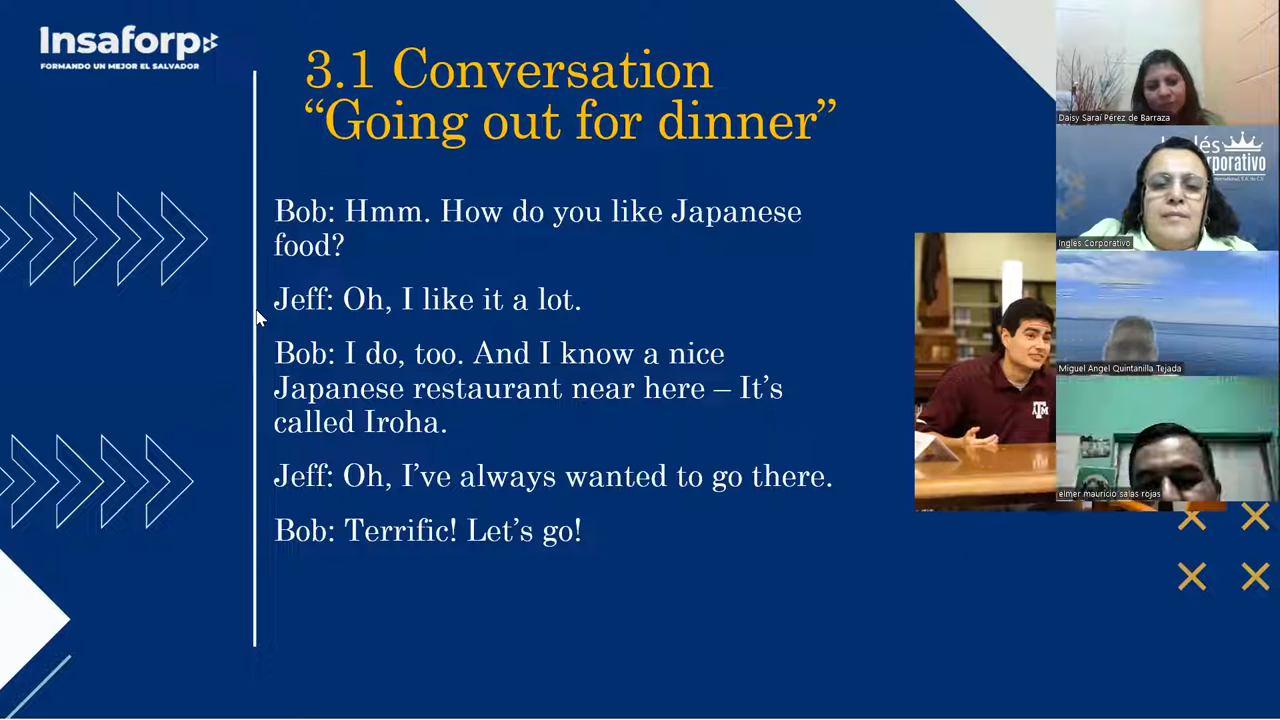 Insaforp
FORMANDO UN MEJOR EL SALVADOR
3.1 Conversation
“Going out for dinner”
Bob: Hmm. How do you like Japanese
food?
Jeff: Oh, I like it a lot.
Bob: I do, too. And I know a nice
Japanese restaurant near here – It’s
called Iroha.
Jeff: Oh, I’ve always wanted to go there.
Bob: Terrific! Let’s go!
ATM
Daisy Saraí Pérez de Barraza
Inglés Corporativo
Miguel Angel Quintanilla Tejada
elmer mauricio salas rojas